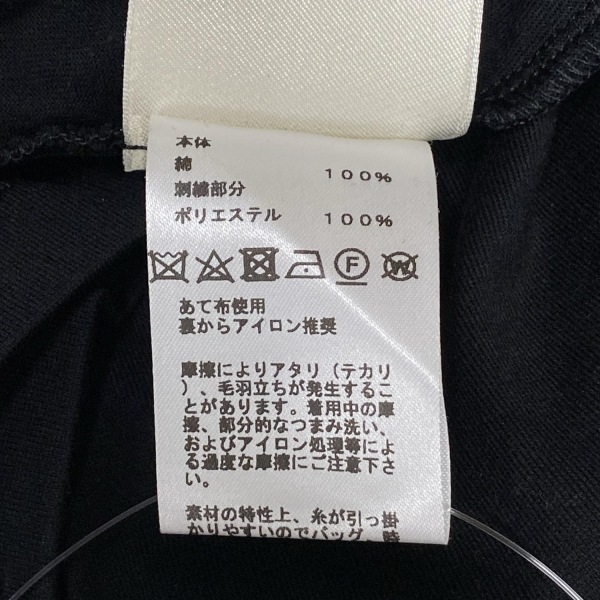 本体
綿 100%
刺繍部分
ポリエステル 100%
F W
あて布使用
裏からアイロン推奨
摩擦によりアタリ（テカリ
）、毛羽立ちが発生するこ
とがあります。着用中の摩
擦、部分的なつまみ洗い、
およびアイロン処理等によ
る過度な摩擦にご注意下さ
い。
素材の特性上、糸が引っ掛
かりやすいのでバッグ、時